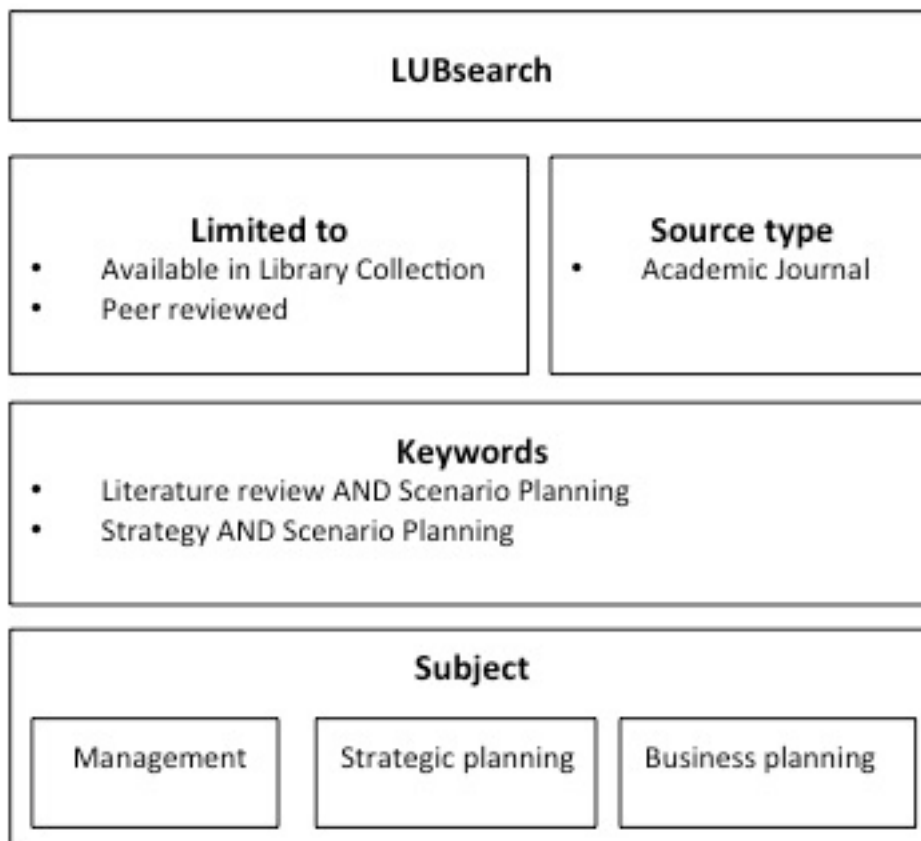 LUBsearch
Limited to
• Available in Library Collection
• Peer reviewed
Source type
• Academic Journal
Keywords
• Literature review AND Scenario Planning
• Strategy AND Scenario Planning
Subject
Management
Strategic planning
Business planning